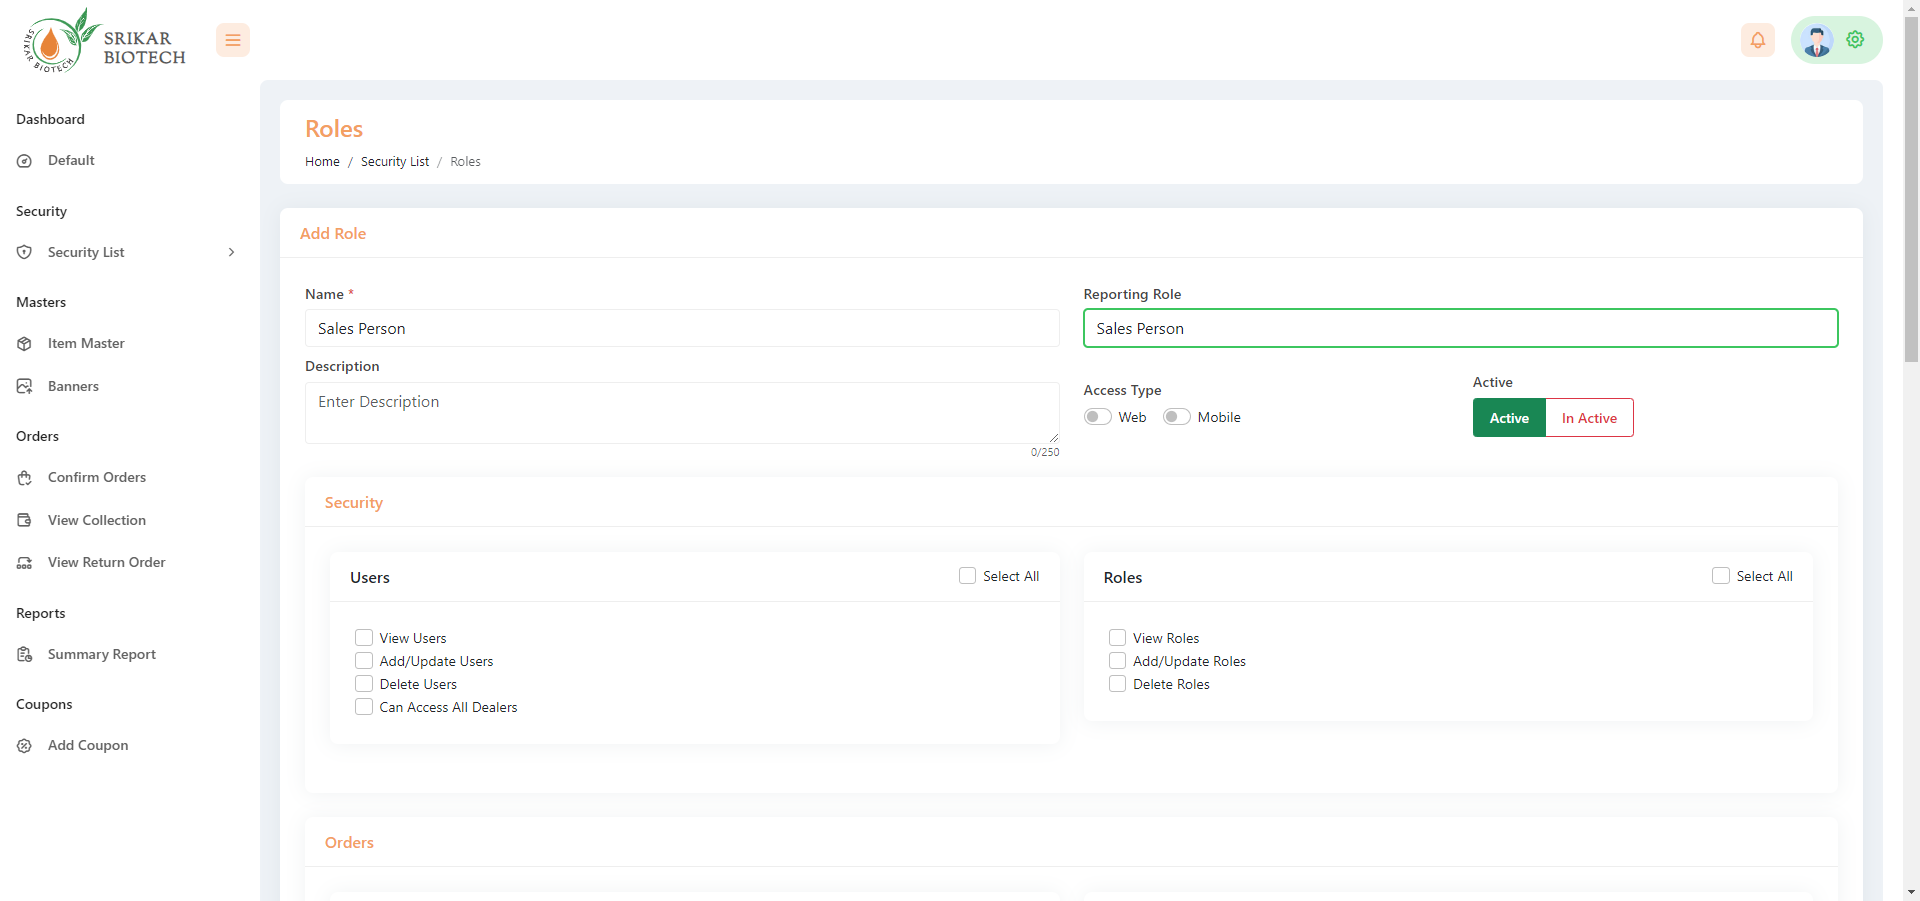 SRIKAR BIOTECH
SRIKAR
BIOTECH
Dashboard
Default
Security
Security List
Masters
Item Master
Banners
Orders
Confirm Orders
View Collection
View Return Order
Reports
Summary Report
Coupons
Add Coupon
Roles
Home / Security List / Roles
Add Role
Name *
Sales Person
Reporting Role
Sales Person
Description
Enter Description
0/250
Access Type
Web Mobile
Active
Active In Active
Security
Users Select All
View Users
Add/Update Users
Delete Users
Can Access All Dealers
Roles Select All
View Roles
Add/Update Roles
Delete Roles
Orders